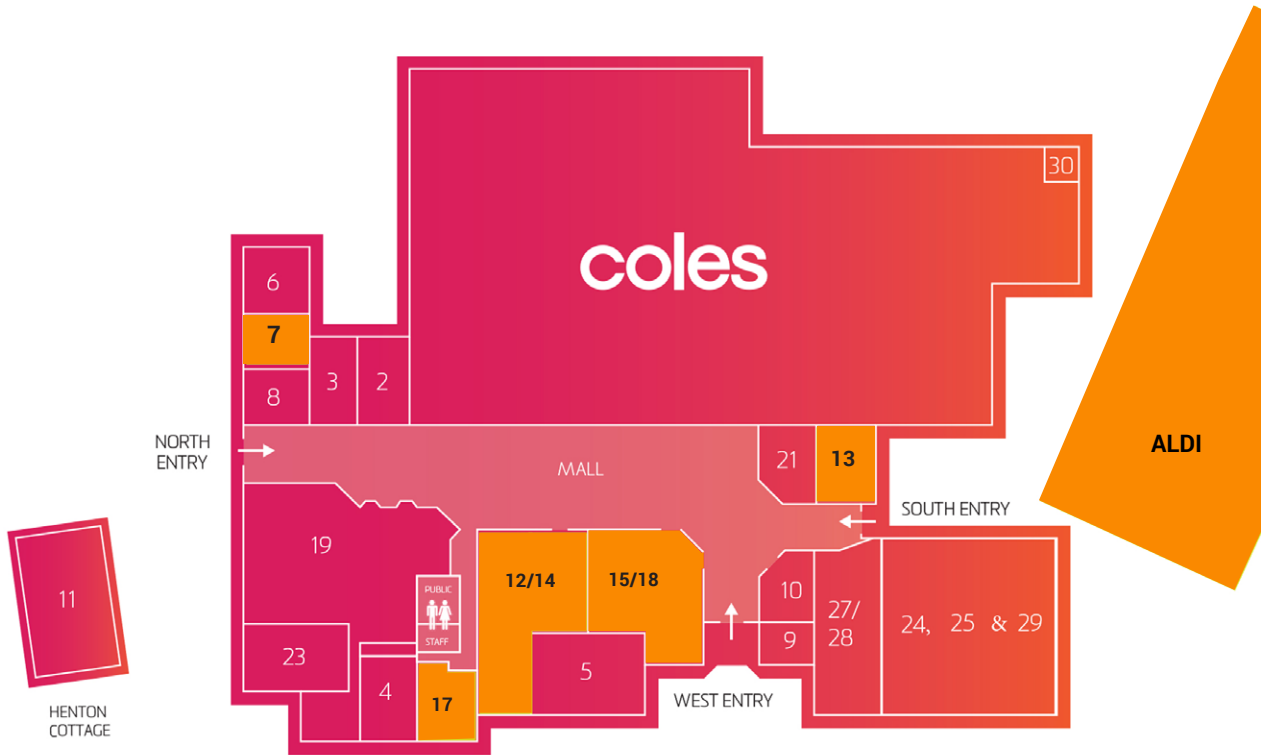 30
coles
6
7
8
3
2
NORTH
ENTRY
MALL
21
13
ALDI
SOUTH ENTRY
19
12/14
15/18
PUBLIC
STAFF
10
27/
28
24, 25 & 29
11
23
4
17
5
9
WEST ENTRY
HENTON
COTTAGE